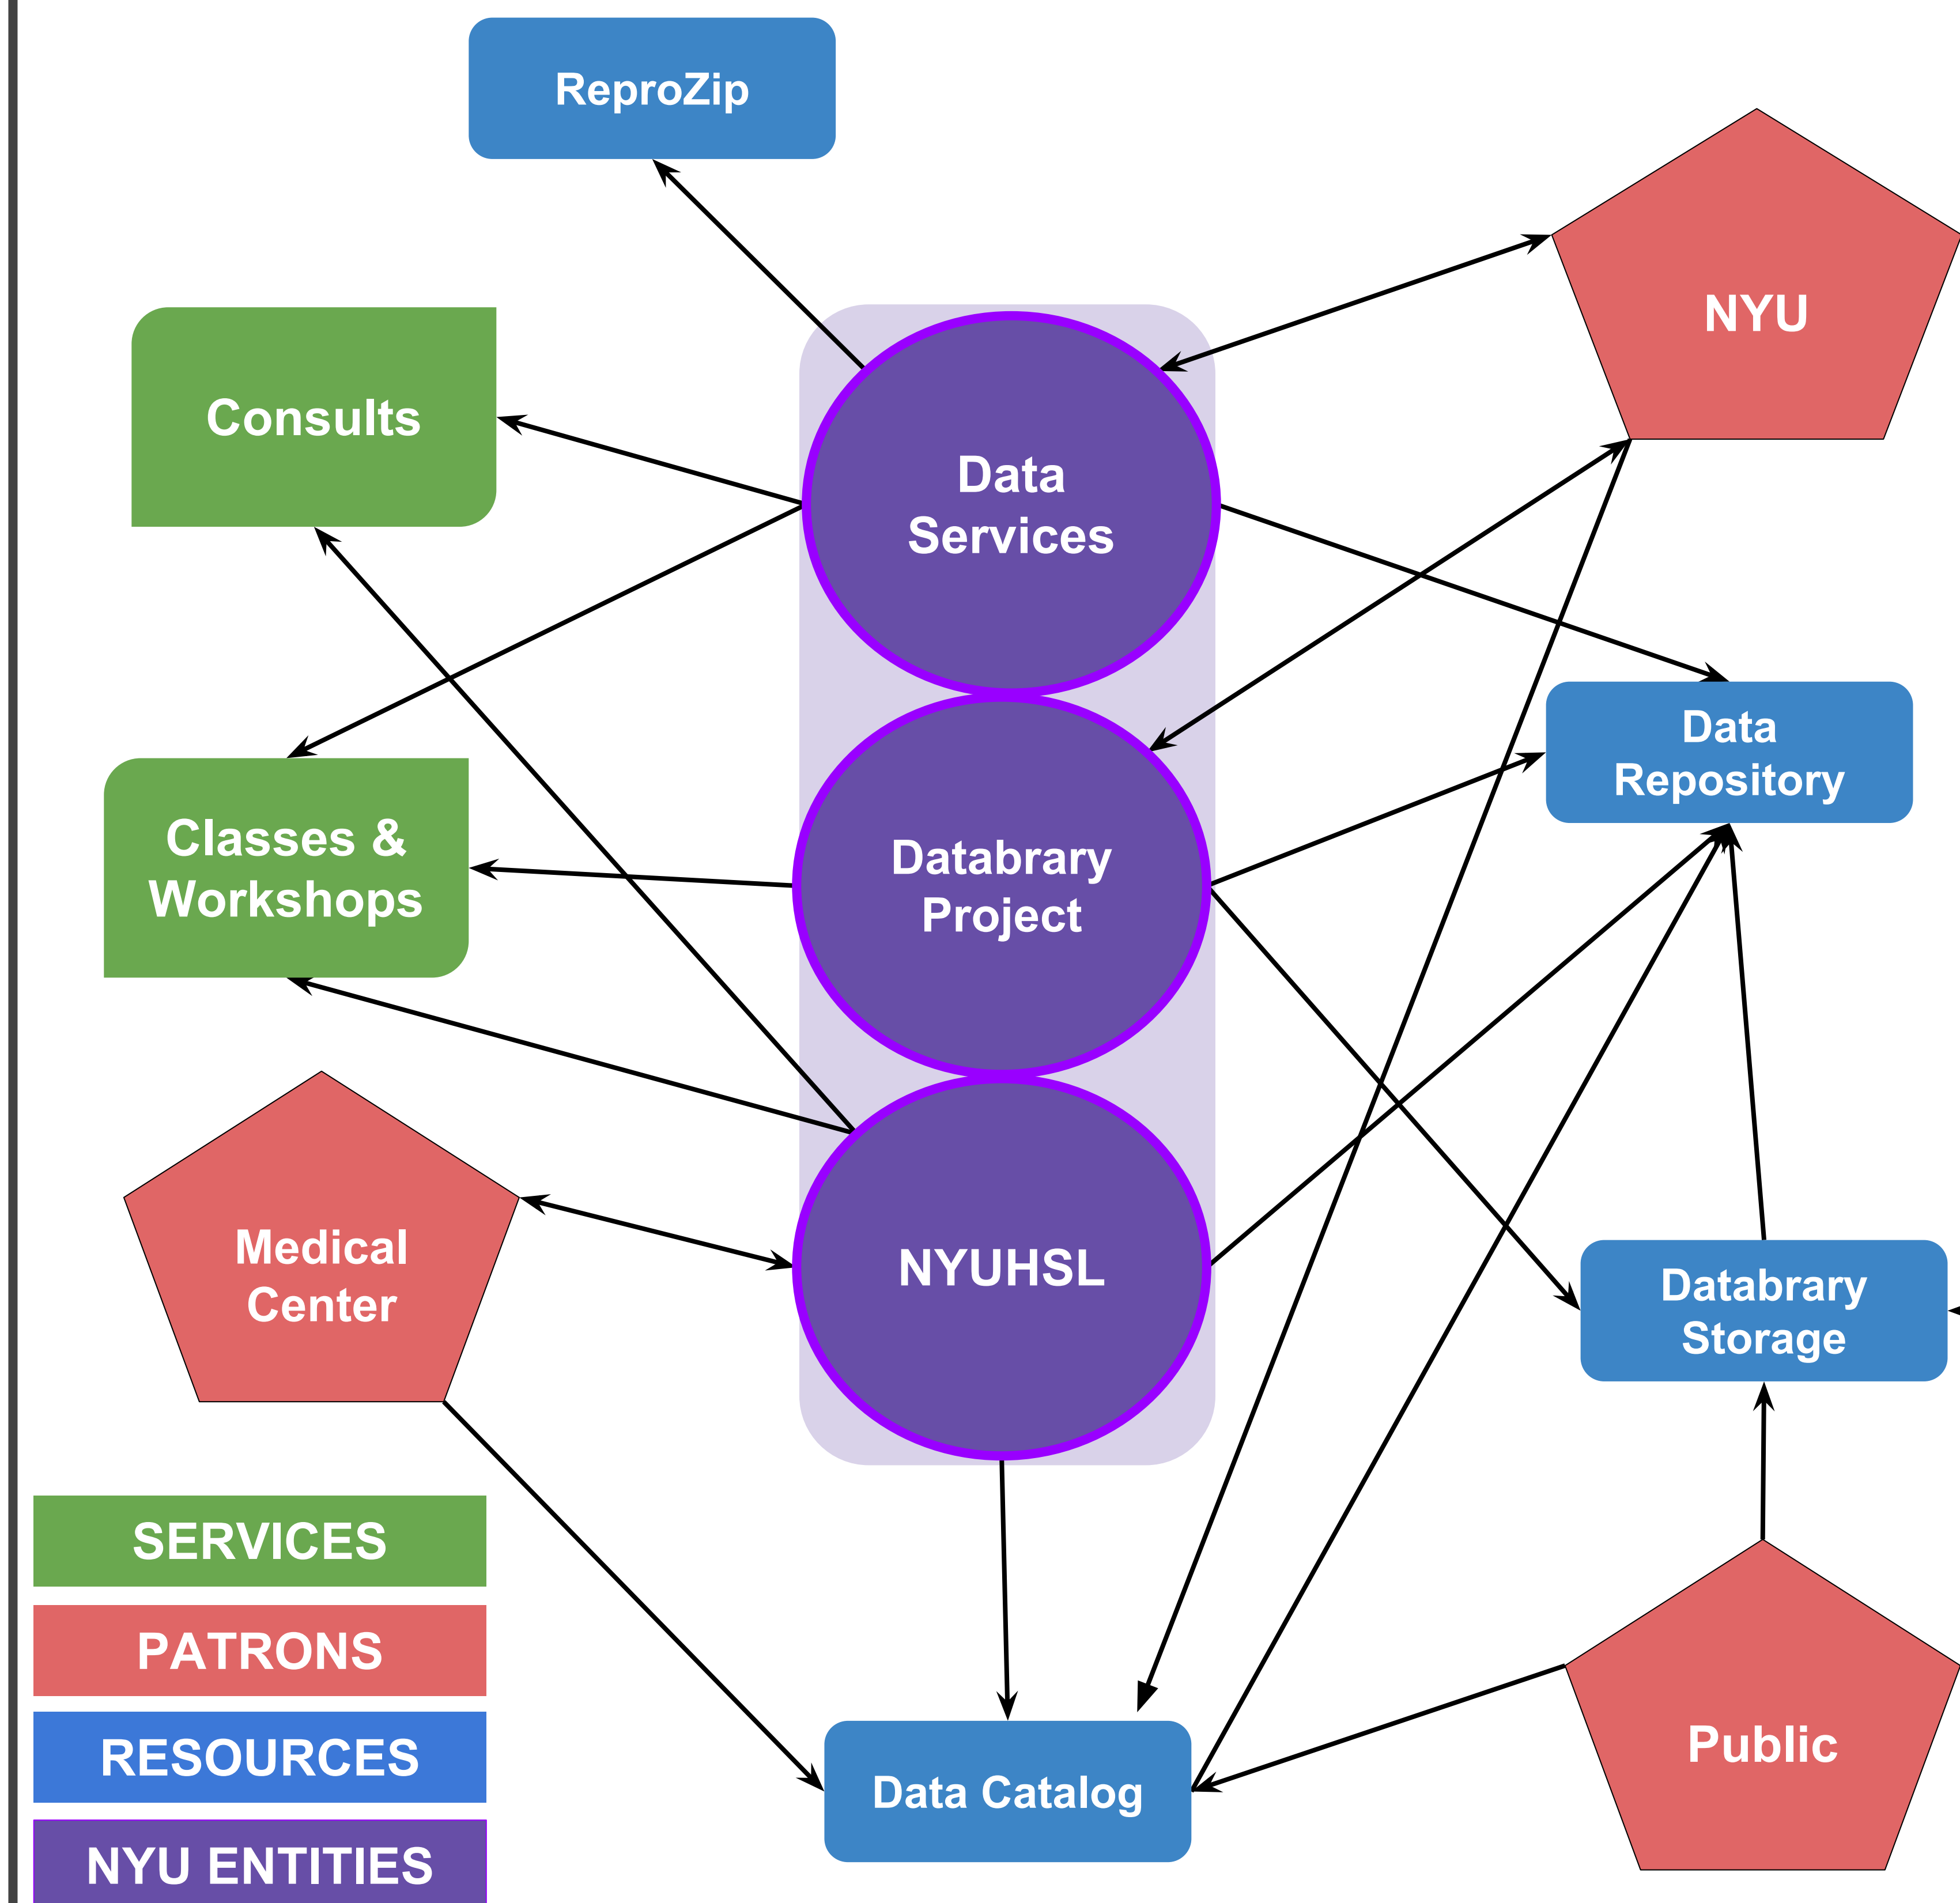 ReproZip
NYU
Consults
Data
Services
Data
Repository
Classes &
Workshops
Databrary
Project
Medical
Center
NYUHSL
Databrary
Storage
SERVICES
PATRONS
RESOURCES
NYU ENTITIES
Data Catalog
Public